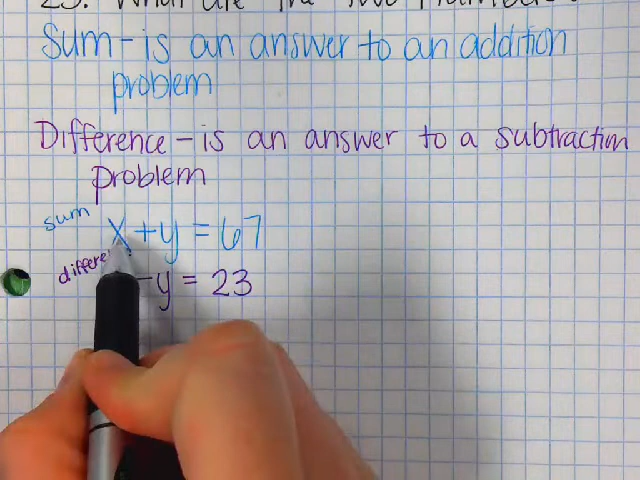 Sum - is an answer to an addition
problem
Difference - is an answer to a subtraction
problem
sum x + y = 67
- y = 23